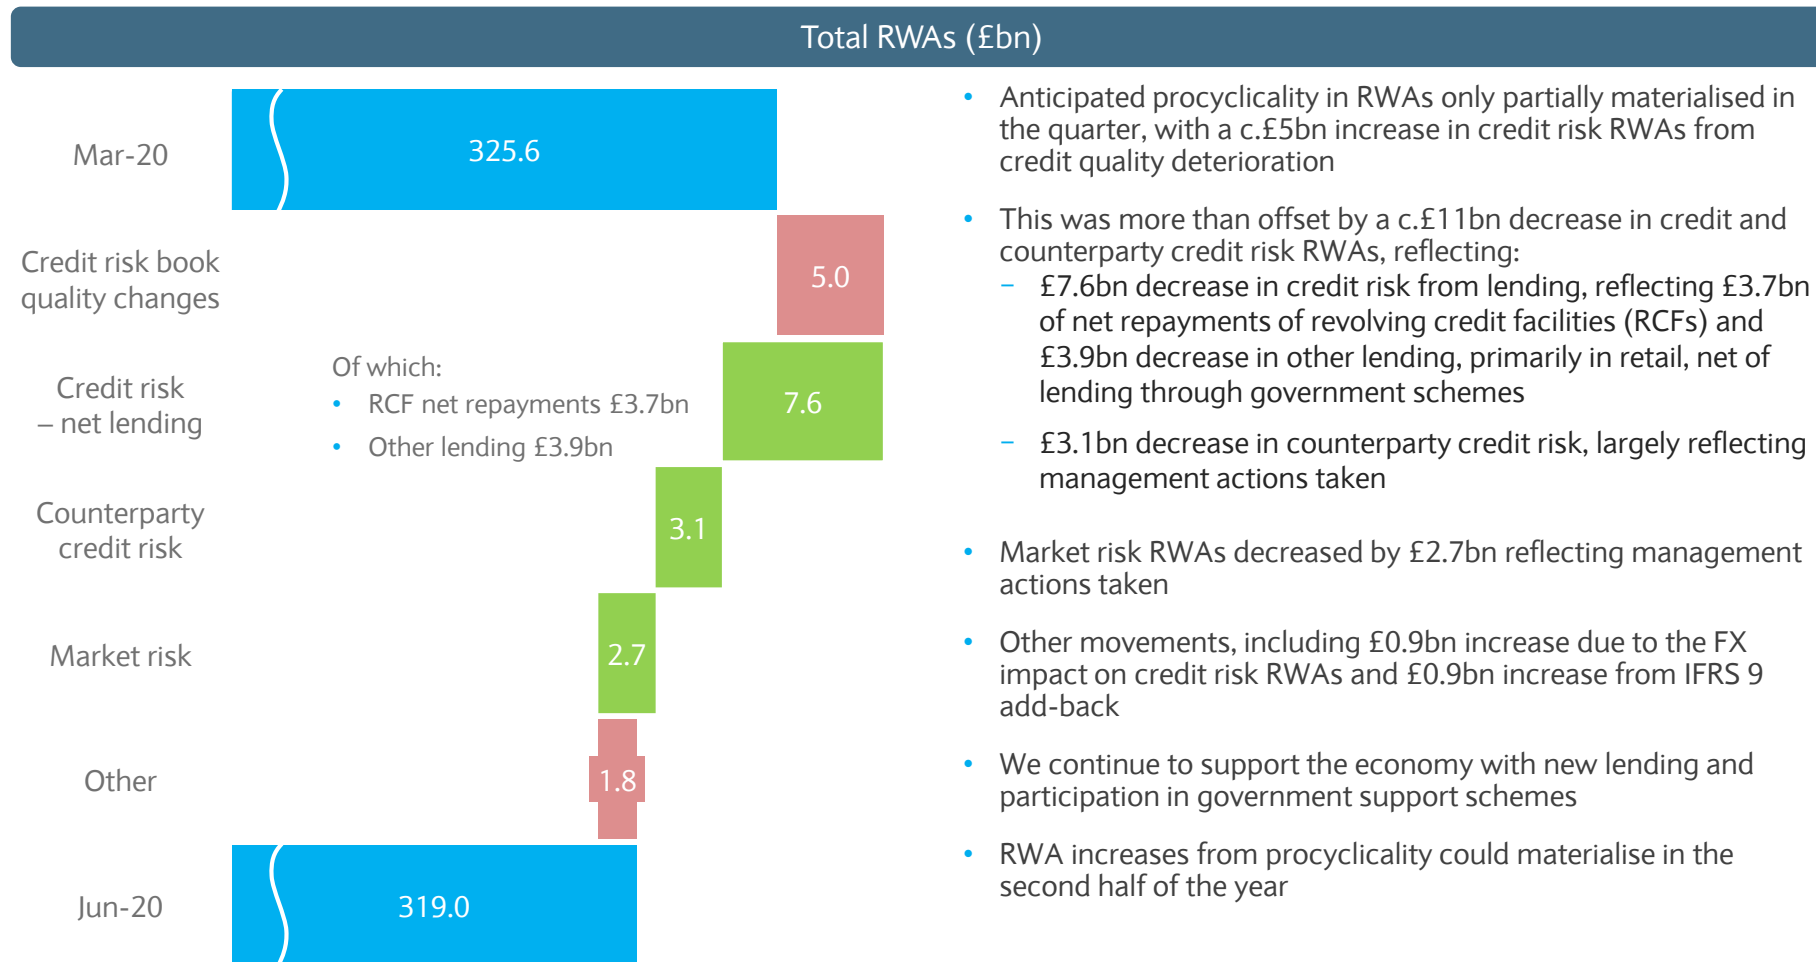 Total RWAs (£bn)
Mar-20
325.6
Credit risk book
quality changes
5.0
Credit risk
– net lending
Of which:
• RCF net repayments £3.7bn
• Other lending £3.9bn
7.6
Counterparty
credit risk
3.1
Market risk
2.7
Other
1.8
Jun-20
319.0
• Anticipated procyclicality in RWAs only partially materialised in
the quarter, with a c.£5bn increase in credit risk RWAs from
credit quality deterioration
• This was more than offset by a c.£11bn decrease in credit and
counterparty credit risk RWAs, reflecting:
– £7.6bn decrease in credit risk from lending, reflecting £3.7bn
of net repayments of revolving credit facilities (RCFs) and
£3.9bn decrease in other lending, primarily in retail, net of
lending through government schemes
– £3.1bn decrease in counterparty credit risk, largely reflecting
management actions taken
• Market risk RWAs decreased by £2.7bn reflecting management
actions taken
• Other movements, including £0.9bn increase due to the FX
impact on credit risk RWAs and £0.9bn increase from IFRS 9
add-back
• We continue to support the economy with new lending and
participation in government support schemes
• RWA increases from procyclicality could materialise in the
second half of the year